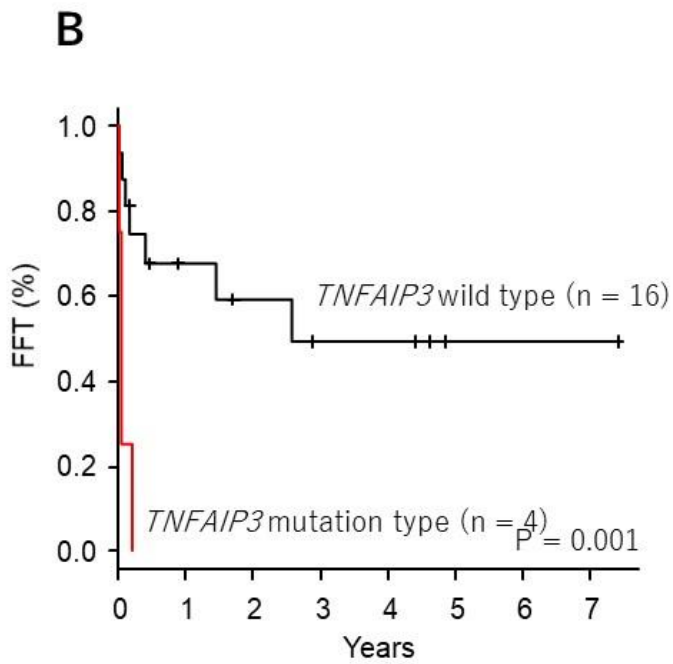 B
1.0
0.8
0.6
0.4
0.2
0.0
FFT (%)
TNFAIP3 wild type (n = 16)
TNFAIP3 mutation type (n = 4)
P = 0.001
0 1 2 3 4 5 6 7
Years